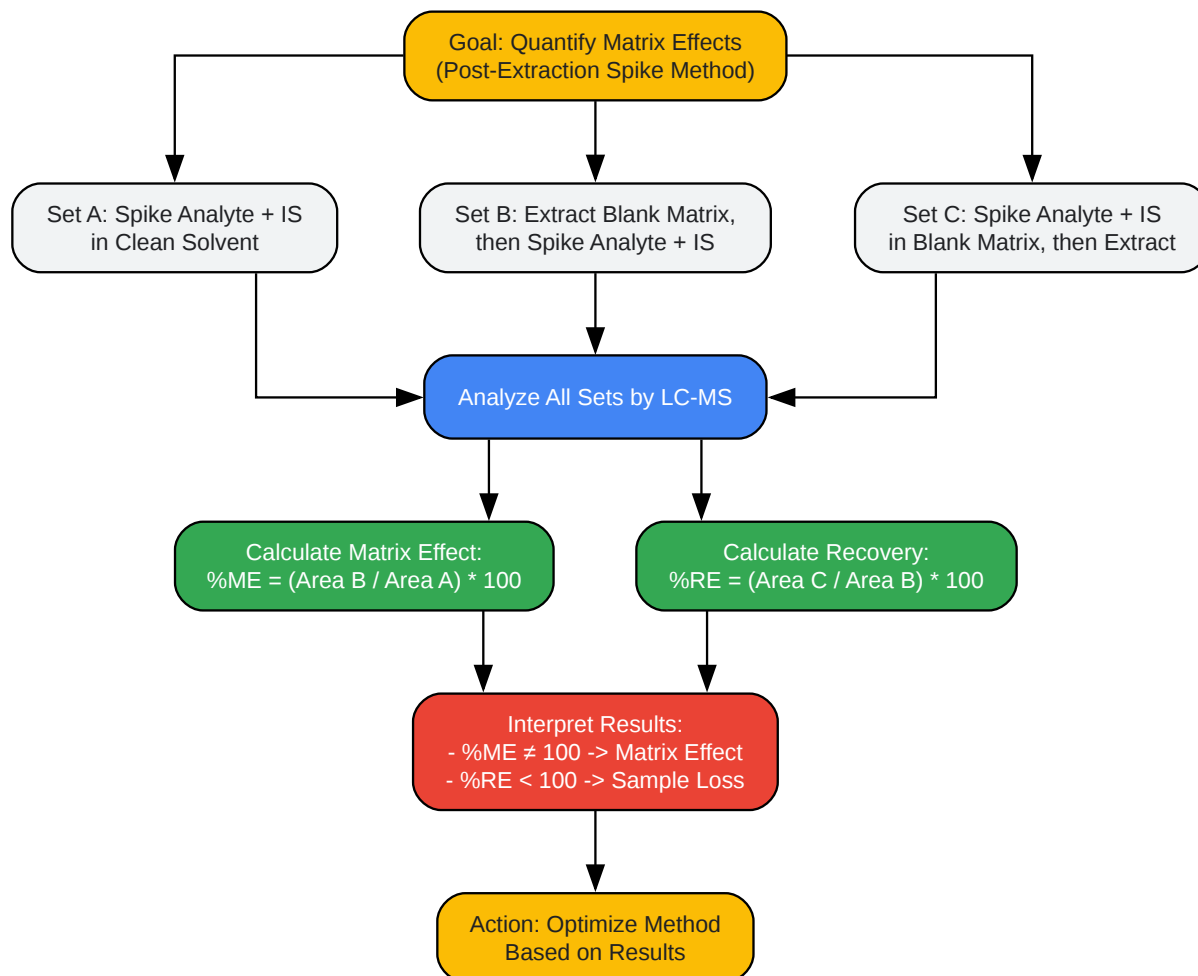 Goal: Quantify Matrix Effects
(Post-Extraction Spike Method)
Set A: Spike Analyte + IS
in Clean Solvent
Set B: Extract Blank Matrix,
then Spike Analyte + IS
Set C: Spike Analyte + IS
in Blank Matrix, then Extract
Analyze All Sets by LC-MS
Calculate Matrix Effect:
%ME = (Area B / Area A) * 100
Calculate Recovery:
%RE = (Area C / Area B) * 100
Interpret Results:
- %ME ≠ 100 -> Matrix Effect
- %RE < 100 -> Sample Loss
Action: Optimize Method
Based on Results